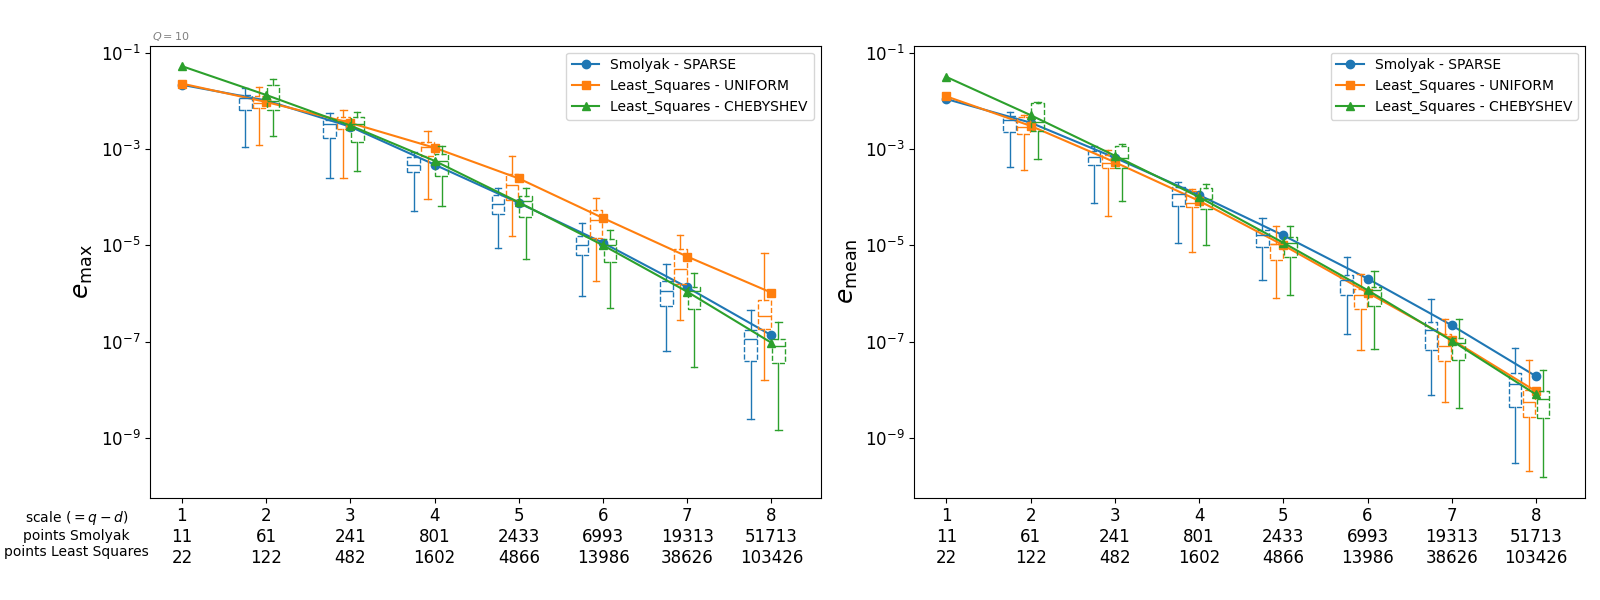 Q = 10
10⁻¹
10⁻³
10⁻⁵
10⁻⁷
10⁻⁹
e_max
Smolyak - SPARSE
Least_Squares - UNIFORM
Least_Squares - CHEBYSHEV
10⁻¹
10⁻³
10⁻⁵
10⁻⁷
10⁻⁹
e_mean
Smolyak - SPARSE
Least_Squares - UNIFORM
Least_Squares - CHEBYSHEV
scale (= q − d) 1 2 3 4 5 6 7 8 1 2 3 4 5 6 7 8
points Smolyak 11 61 241 801 2433 6993 19313 51713 11 61 241 801 2433 6993 19313 51713
points Least Squares 22 122 482 1602 4866 13986 38626 103426 22 122 482 1602 4866 13986 38626 103426